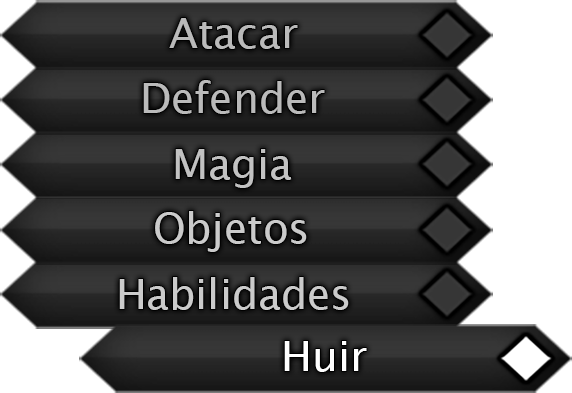 Atacar
Defender
Magia
Objetos
Habilidades
Huir